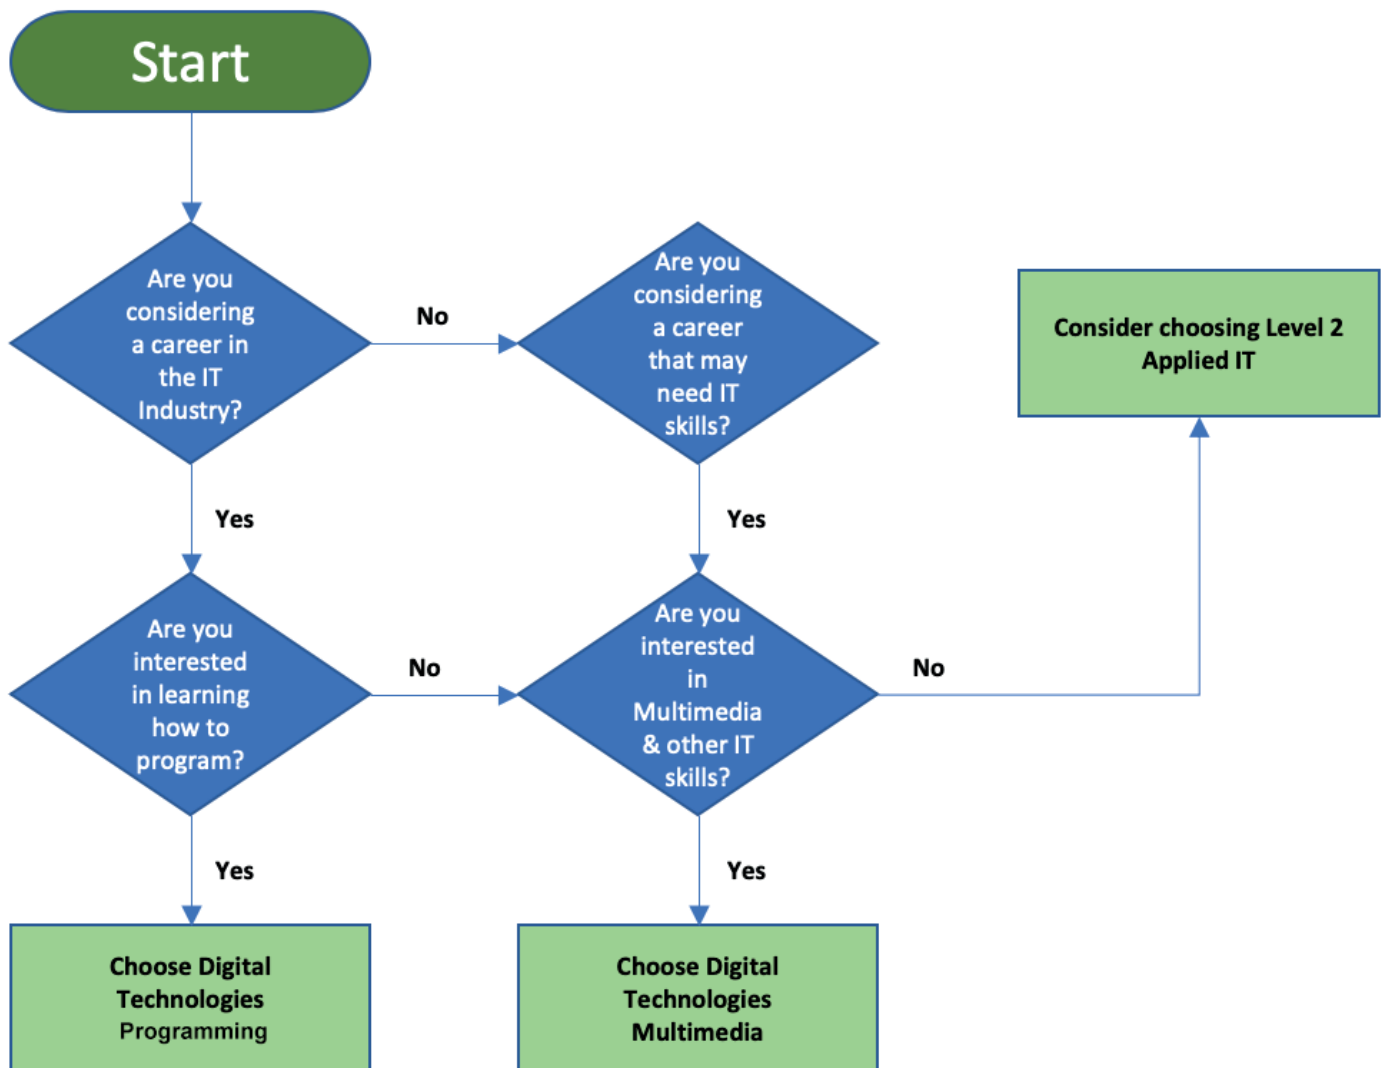 Start
Are you
considering
a career in
the IT
Industry?
No
Are you
considering
a career
that may
need IT
skills?
Consider choosing Level 2
Applied IT
Yes
Yes
Are you
interested
in learning
how to
program?
No
Are you
interested
in
Multimedia
& other IT
skills?
No
Yes
Yes
Choose Digital
Technologies
Programming
Choose Digital
Technologies
Multimedia